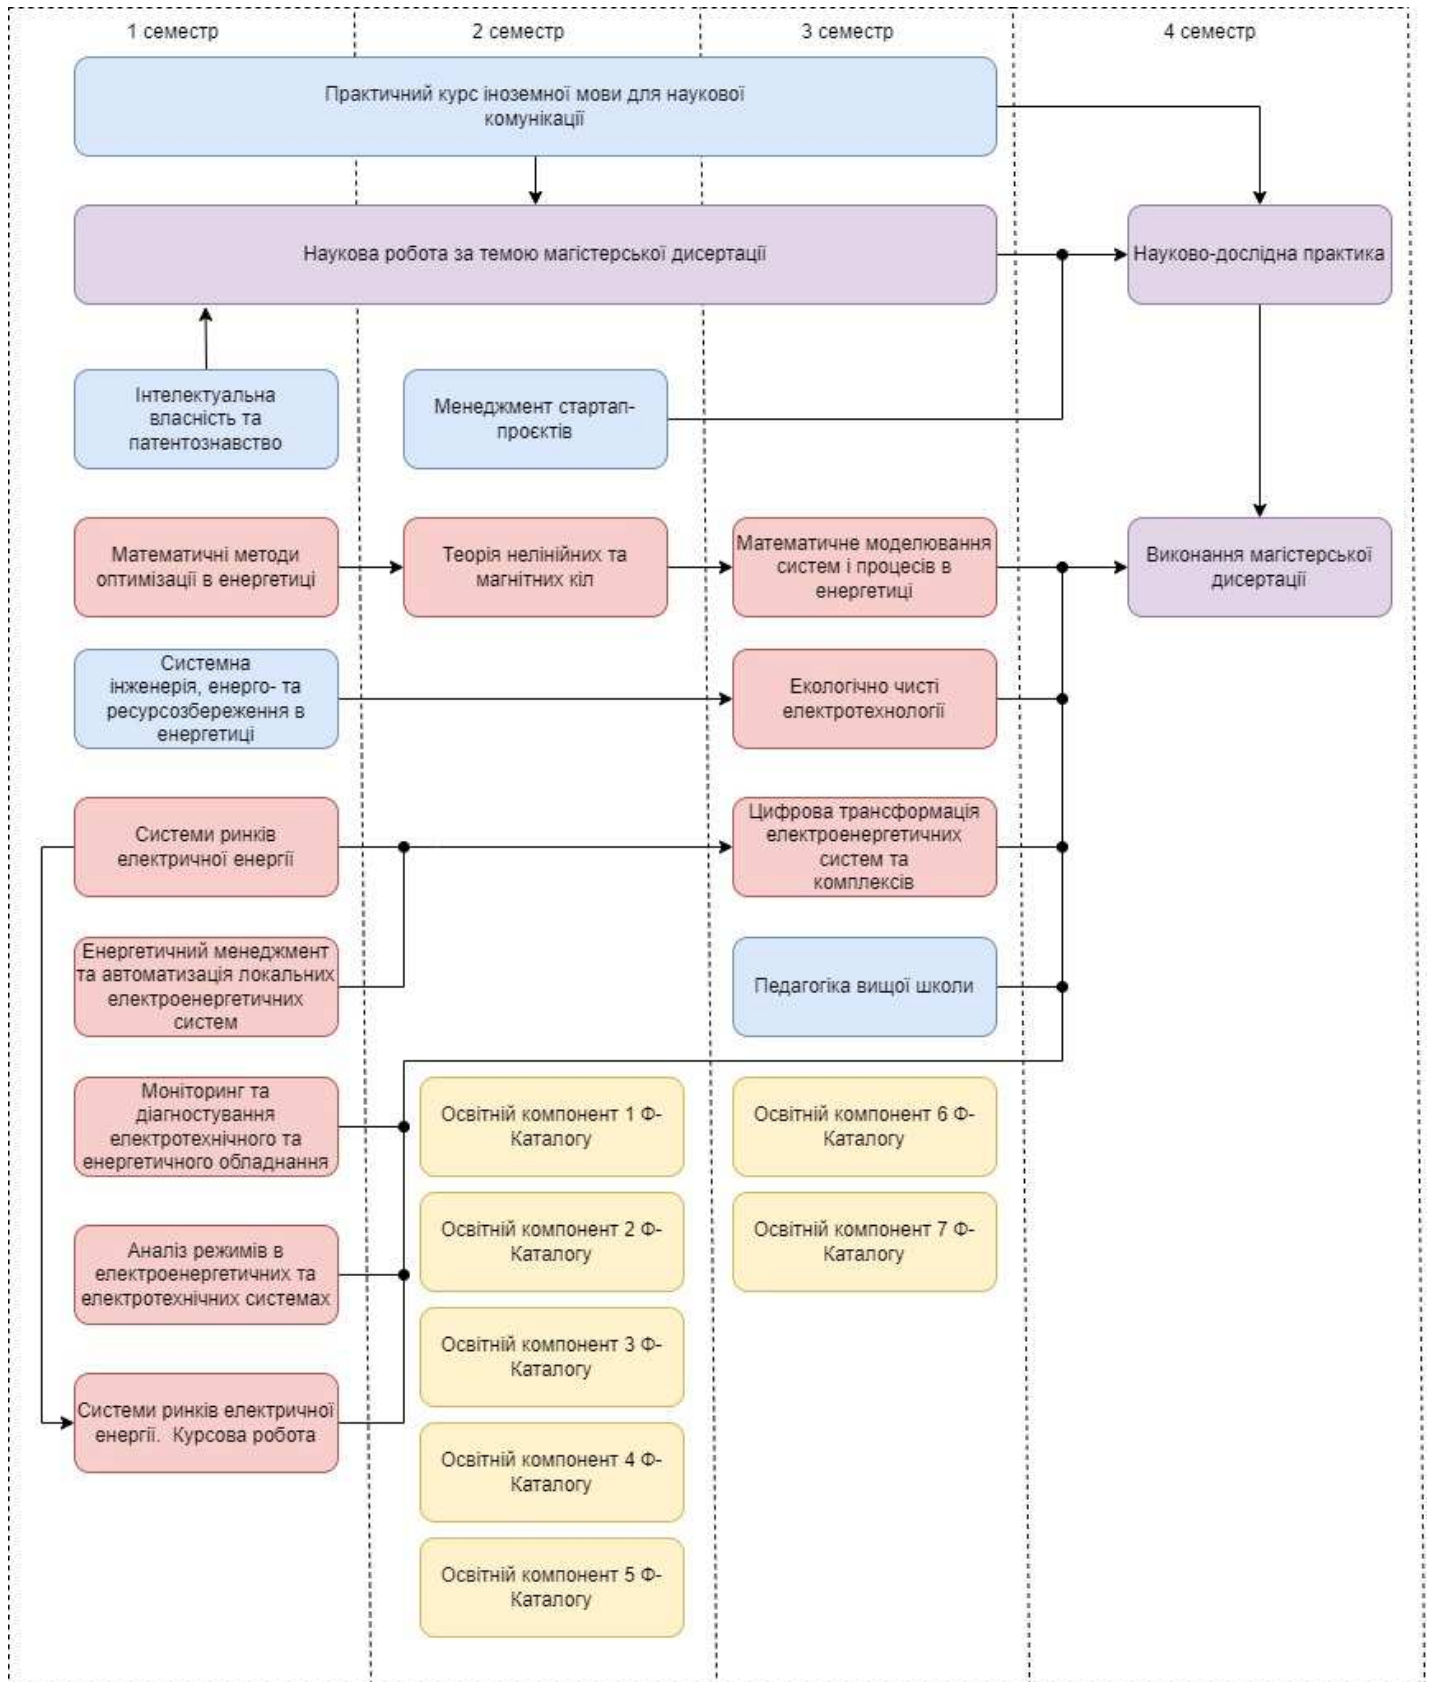 1 семестр
2 семестр
3 семестр
4 семестр
Практичний курс іноземної мови для наукової
комунікації
Наукова робота за темою магістерської дисертації
Науково-дослідна практика
Інтелектуальна
власність та
патентознавство
Менеджмент стартап-
проєктів
Математичні методи
оптимізації в енергетиці
Теорія нелінійних та
магнітних кіл
Математичне моделювання
систем і процесів в
енергетиці
Виконання магістерської
дисертації
Системна
інженерія, енерго- та
ресурсозбереження в
енергетиці
Екологічно чисті
електротехнології
Системи ринків
електричної енергії
Цифрова трансформація
електроенергетичних
систем та
комплексів
Енергетичний менеджмент
та автоматизація локальних
електроенергетичних
систем
Педагогіка вищої школи
Моніторинг та
діагностування
електротехнічного та
енергетичного обладнання
Освітній компонент 1 Ф-
Каталогу
Освітній компонент 6 Ф-
Каталогу
Освітній компонент 2 Ф-
Каталогу
Освітній компонент 7 Ф-
Каталогу
Аналіз режимів в
електроенергетичних та
електротехнічних системах
Освітній компонент 3 Ф-
Каталогу
Системи ринків електричної
енергії. Курсова робота
Освітній компонент 4 Ф-
Каталогу
Освітній компонент 5 Ф-
Каталогу